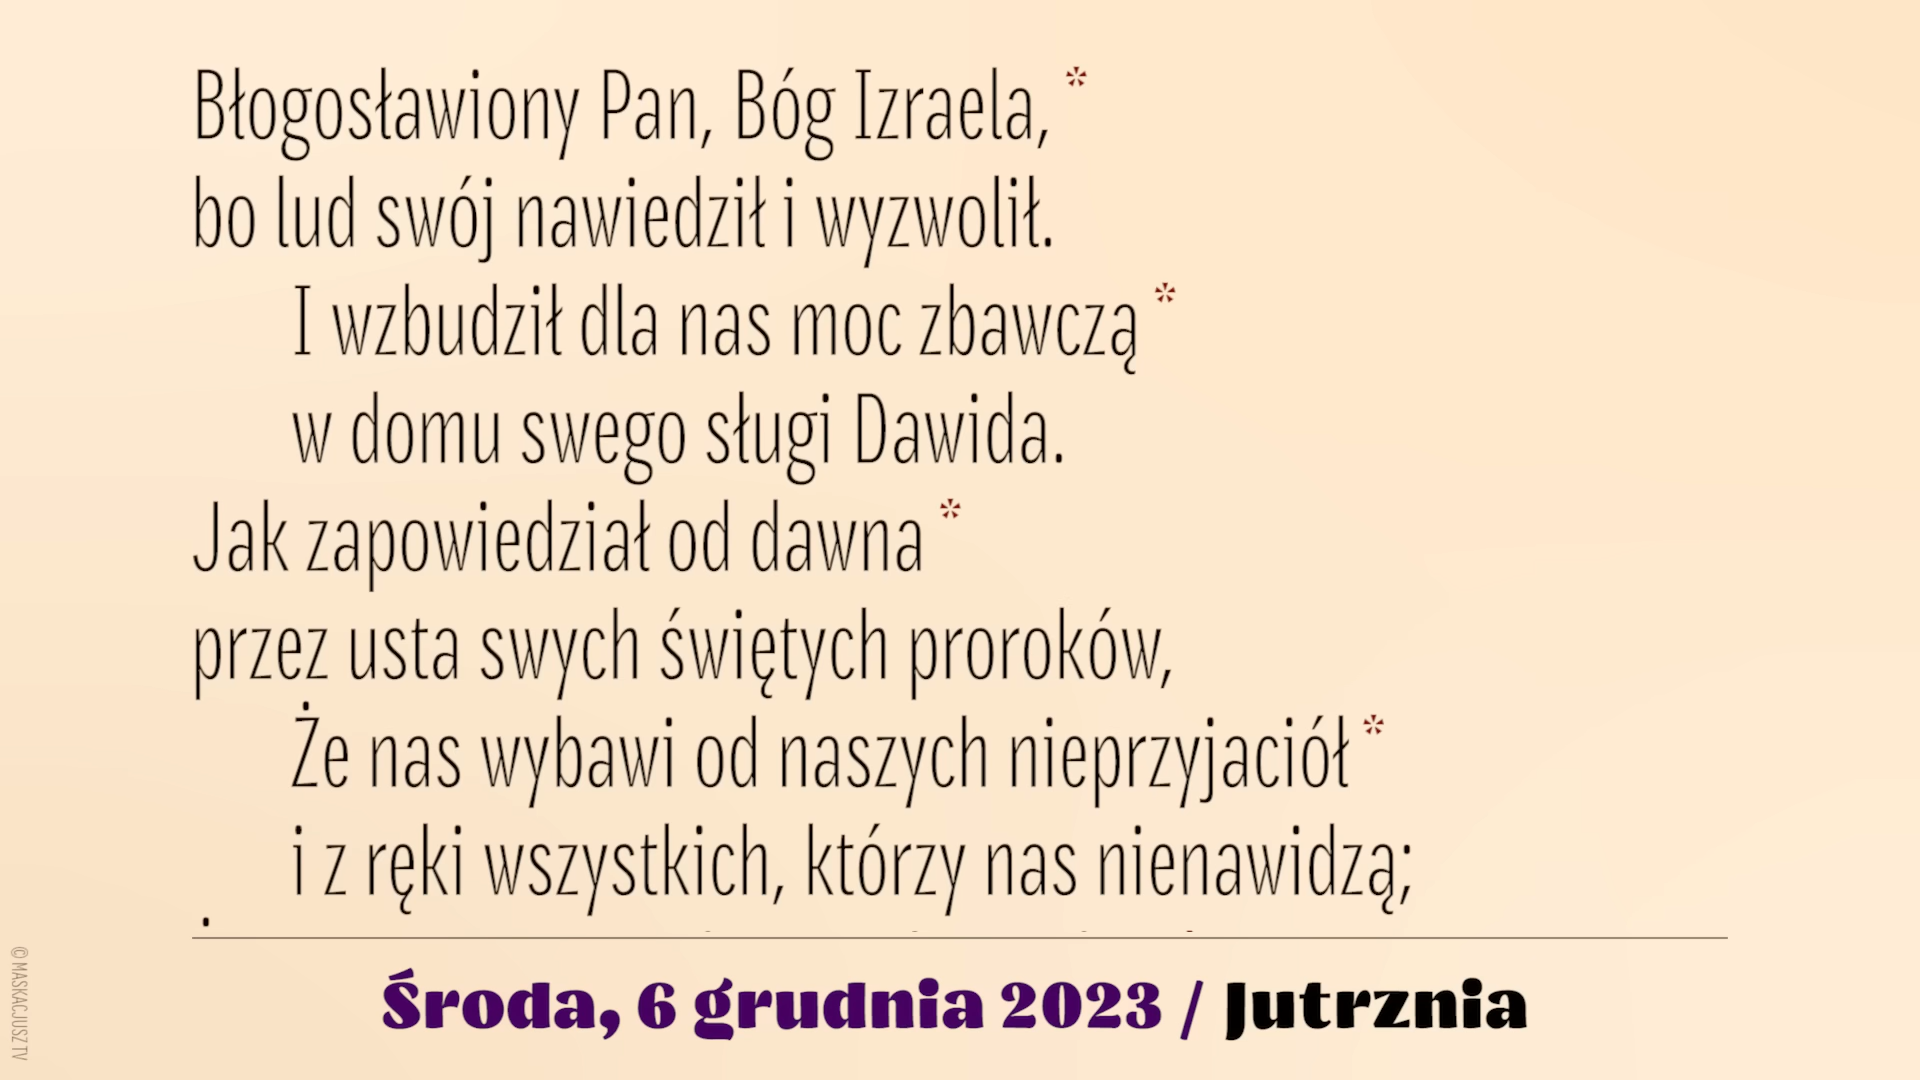 Błogosławiony Pan, Bóg Izraela, *
bo lud swój nawiedził i wyzwolił.
I wzbudził dla nas moc zbawczą *
w domu swego sługi Dawida.
Jak zapowiedział od dawna *
przez usta swych świętych proroków,
Że nas wybawi od naszych nieprzyjaciół *
i z ręki wszystkich, którzy nas nienawidzą;
Środa, 6 grudnia 2023 / Jutrznia
© MASKACJUSZ TV